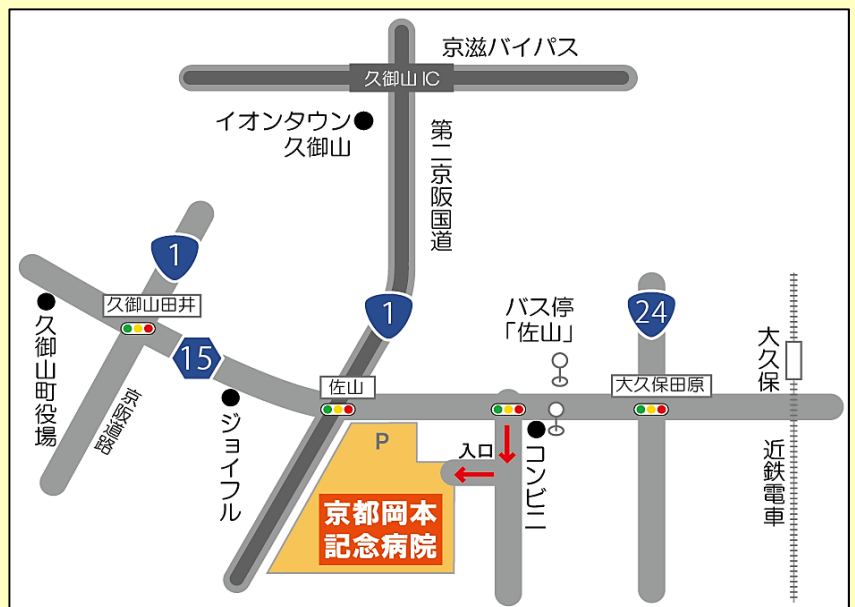 京滋バイパス
久御山 IC
イオンタウン
久御山
第二京阪国道
1
久御山田井
久御山町役場
15
京阪道路
ジョイフル
1
佐山
バス停
「佐山」
24
大久保田原
大久保
近鉄電車
P
入口
コンビニ
京都岡本
記念病院